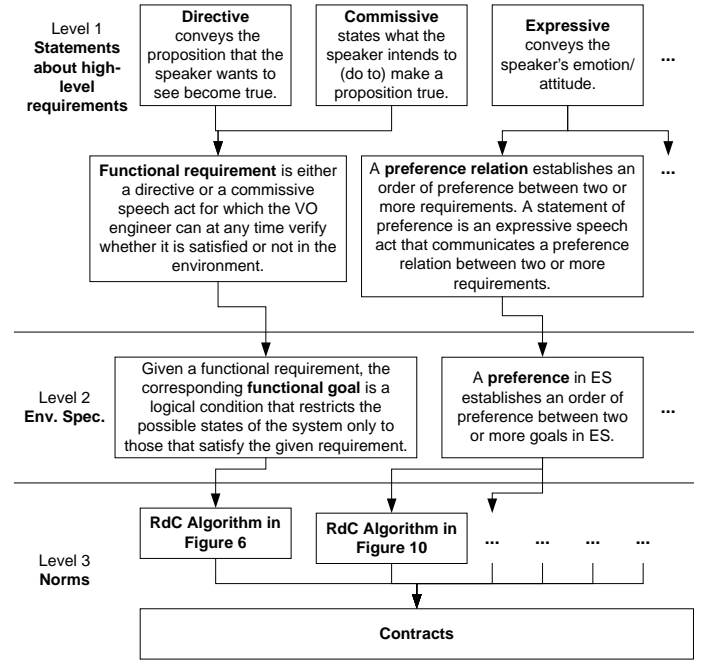 Level 1
Statements
about high-
level
requirements
Directive
conveys the
proposition that the
speaker wants to
see become true.
Commissive
states what the
speaker intends to
(do to) make a
proposition true.
Expressive
conveys the
speaker's emotion/
attitude.
...
Functional requirement is either
a directive or a commissive
speech act for which the VO
engineer can at any time verify
whether it is satisfied or not in the
environment.
A preference relation establishes an
order of preference between two or
more requirements. A statement of
preference is an expressive speech
act that communicates a preference
relation between two or more
requirements.
...
Level 2
Env. Spec.
Given a functional requirement, the
corresponding functional goal is a
logical condition that restricts the
possible states of the system only to
those that satisfy the given requirement.
A preference in ES
establishes an order of
preference between two
or more goals in ES.
...
Level 3
Norms
RdC Algorithm in
Figure 6
RdC Algorithm in
Figure 10
... ... ... ...
Contracts